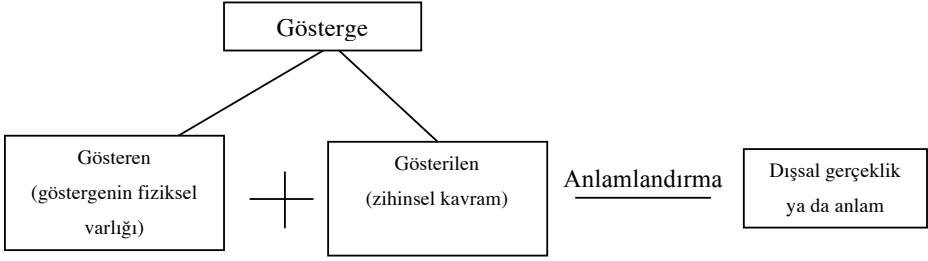 Gösterge
Gösteren
(göstergenin fiziksel
varlığı)
Gösterilen
(zihinsel kavram)
Anlamlandırma
Dışsal gerçeklik
ya da anlam